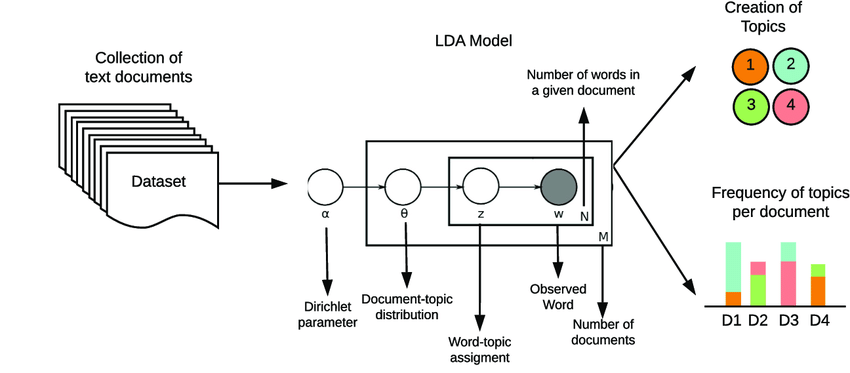 Collection of
text documents
Dataset
LDA Model
Number of words in
a given document
α
θ
z
w
N
M
Dirichlet
parameter
Document-topic
distribution
Word-topic
assigment
Observed
Word
Number of
documents
Creation of
Topics
1
2
3
4
Frequency of topics
per document
D1 D2 D3 D4